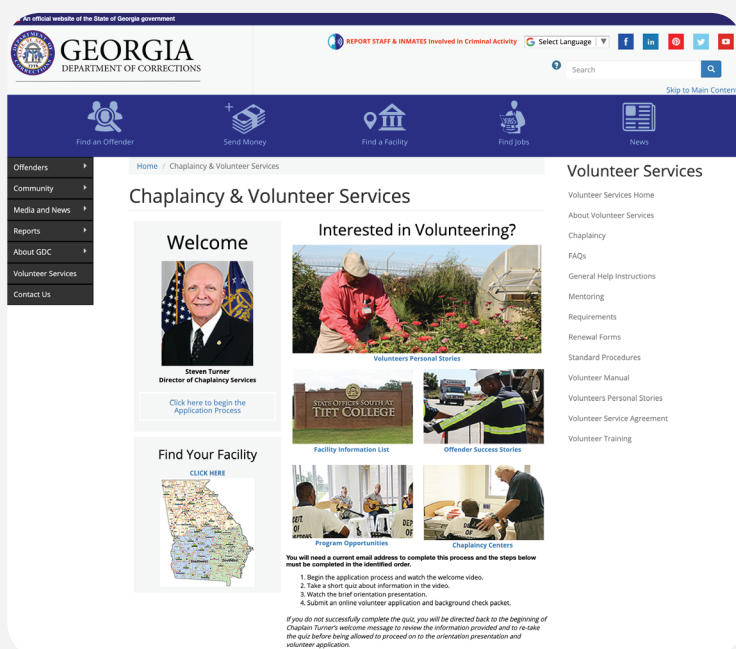 An official website of the State of Georgia government
GEORGIA
DEPARTMENT OF CORRECTIONS
REPORT STAFF & INMATES Involved in Criminal Activity
G Select Language ▼
Search
Skip to Main Content
Find an Offender
Send Money
Find a Facility
Find Jobs
News
Offenders
Community
Media and News
Reports
About GDC
Volunteer Services
Contact Us
Home / Chaplaincy & Volunteer Services
Chaplaincy & Volunteer Services
Welcome
Steven Turner
Director of Chaplaincy Services
Click here to begin the
Application Process
Find Your Facility
CLICK HERE
Southwest
Southeast
Interested in Volunteering?
Volunteers Personal Stories
STATE OFFICES SOUTH AT
TIFT COLLEGE
Facility Information List
Offender Success Stories
Program Opportunities
Chaplaincy Centers
You will need a current email address to complete this process and the steps below
must be completed in the identified order.
1. Begin the application process and watch the welcome video.
2. Take a short quiz about information in the video.
3. Watch the brief orientation presentation.
4. Submit an online volunteer application and background check packet.
If you do not successfully complete the quiz, you will be directed back to the beginning of
Chaplain Turner's welcome message to review the information provided and to re-take
the quiz before being allowed to proceed on to the orientation presentation and
volunteer application.
Volunteer Services
Volunteer Services Home
About Volunteer Services
Chaplaincy
FAQs
General Help Instructions
Mentoring
Requirements
Renewal Forms
Standard Procedures
Volunteer Manual
Volunteers Personal Stories
Volunteer Service Agreement
Volunteer Training